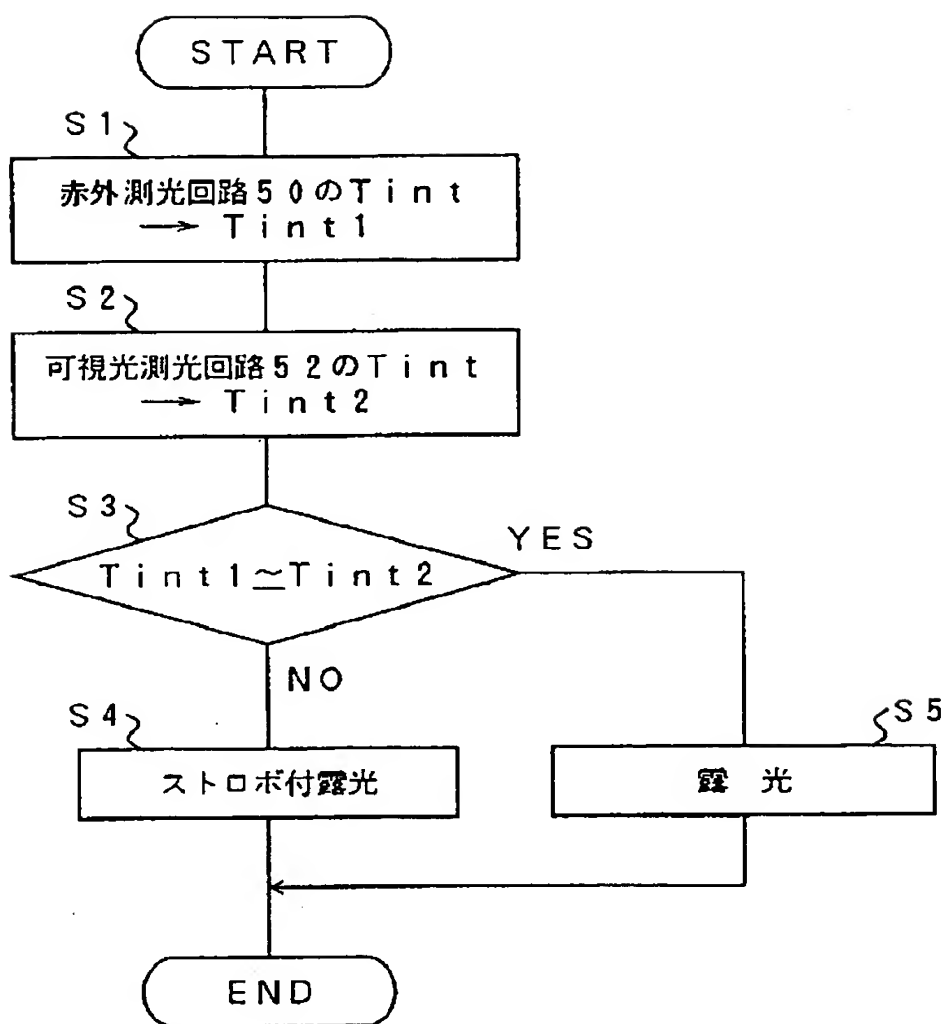 START
S1
赤外測光回路50のTint
→ Tint1
S2
可視光測光回路52のTint
→ Tint2
S3
Tint1≃Tint2
YES
NO
S4
ストロボ付露光
S5
露 光
END